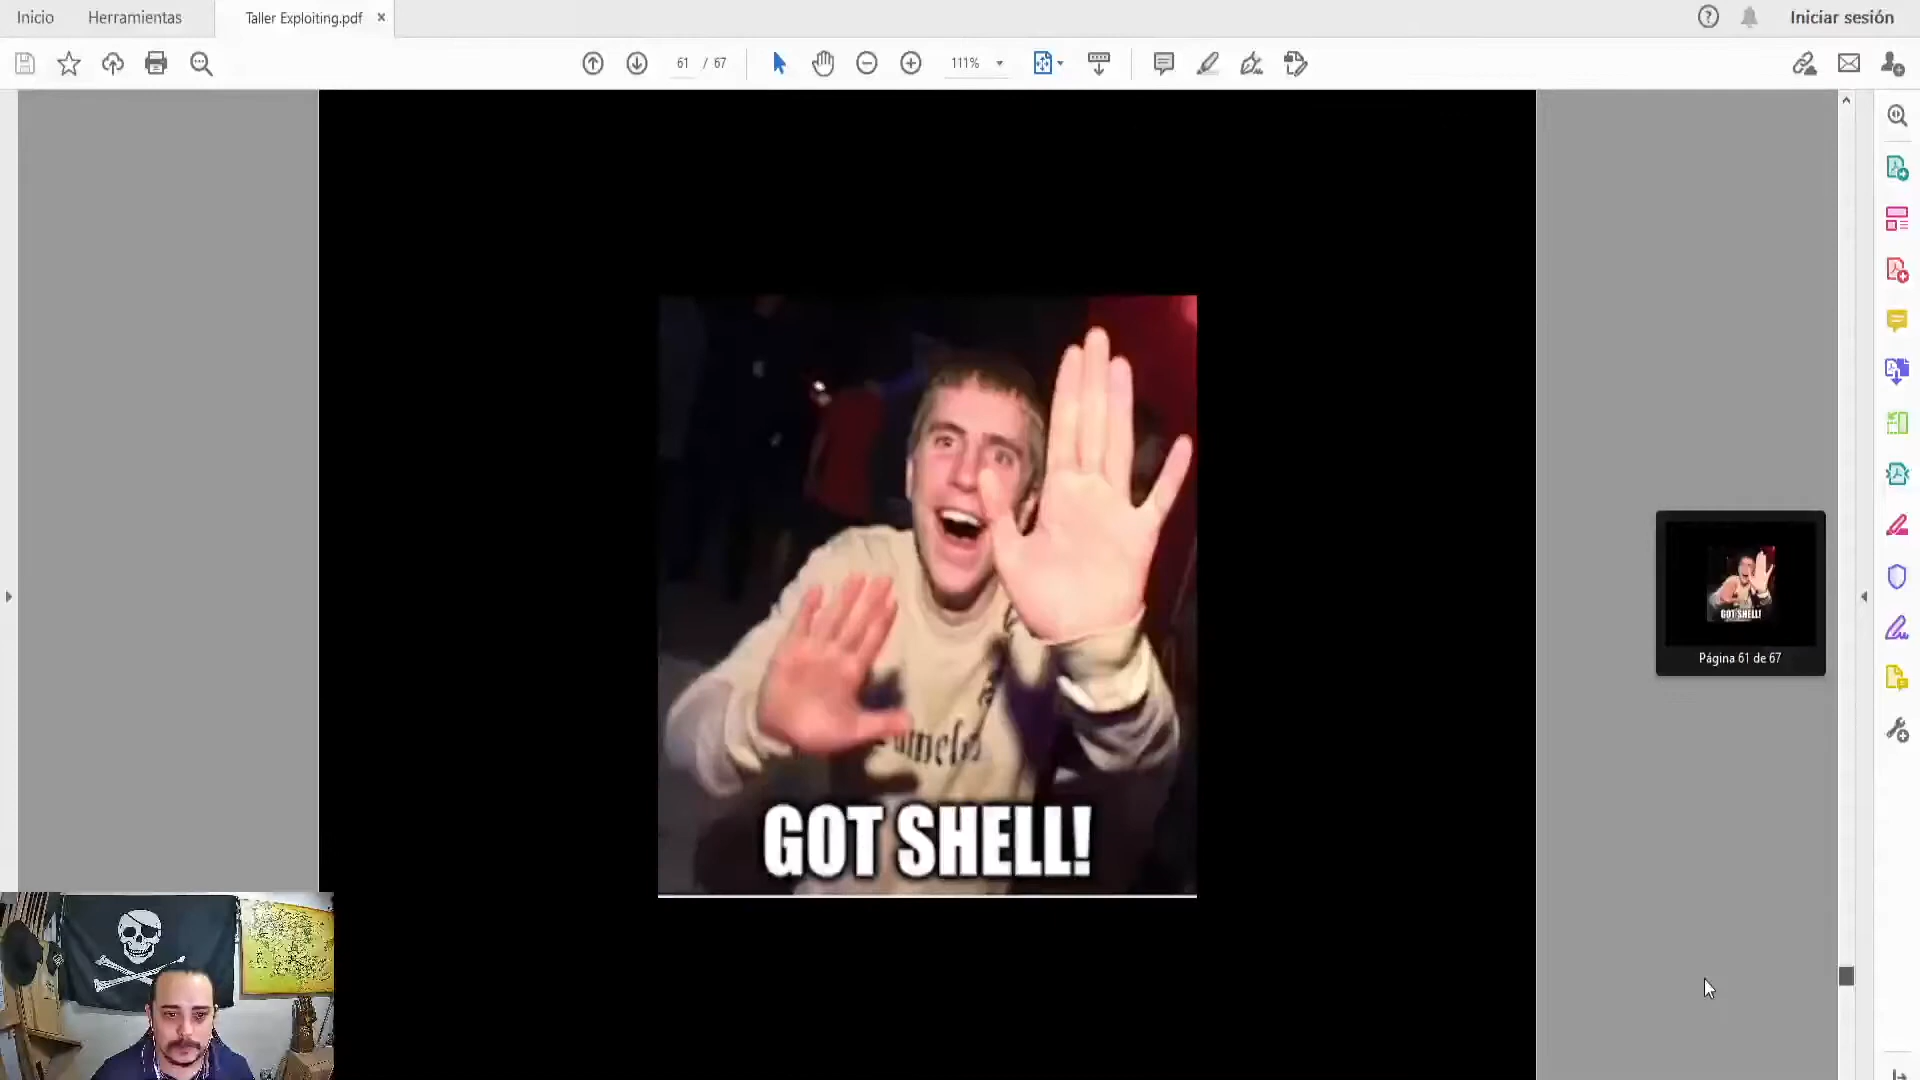 Inicio
Herramientas
Taller Exploiting.pdf
Iniciar sesión
61 / 67
111%
GOT SHELL!
GOT SHELL!
Página 61 de 67